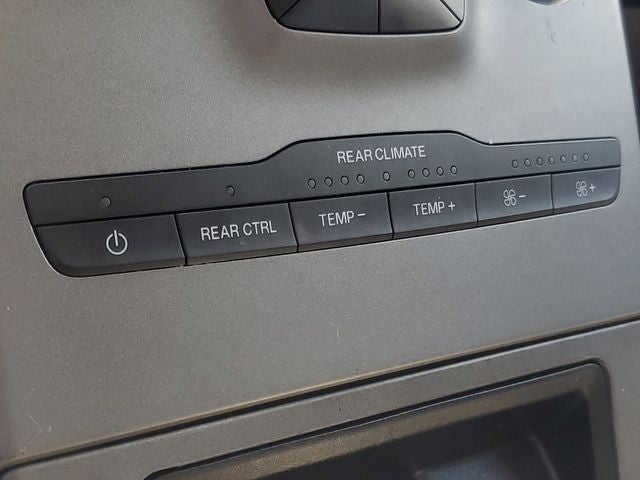 REAR CLIMATE
REAR CTRL TEMP - TEMP + - +